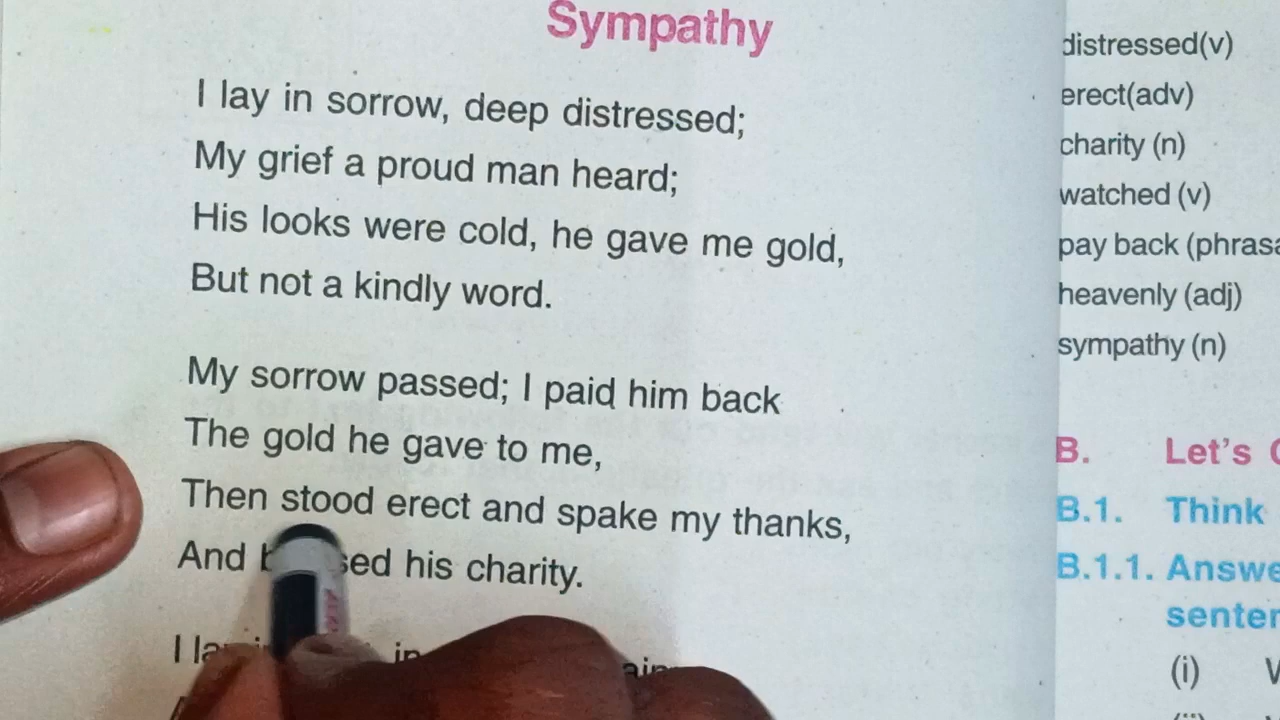 Sympathy
I lay in sorrow, deep distressed;
My grief a proud man heard;
His looks were cold, he gave me gold,
But not a kindly word.
My sorrow passed; I paid him back
The gold he gave to me,
Then stood erect and spake my thanks,
And his charity.
I in
distressed(v)
erect(adv)
charity (n)
watched (v)
pay back
heavenly (adj)
sympathy (n)
B. Let's
B.1. Think
B.1.1.
(i)